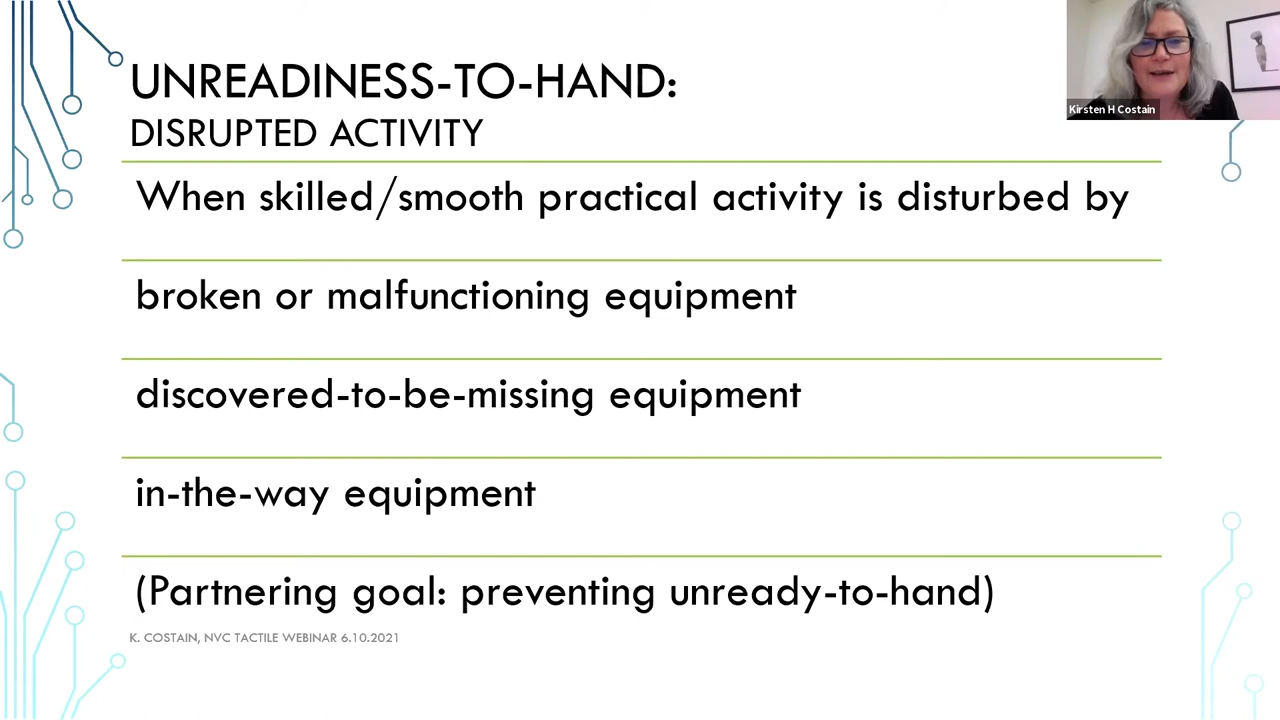 UNREADINESS-TO-HAND:
DISRUPTED ACTIVITY
Kirsten H Costain
When skilled/smooth practical activity is disturbed by
broken or malfunctioning equipment
discovered-to-be-missing equipment
in-the-way equipment
(Partnering goal: preventing unready-to-hand)
K. COSTAIN, NVC TACTILE WEBINAR 6.10.2021